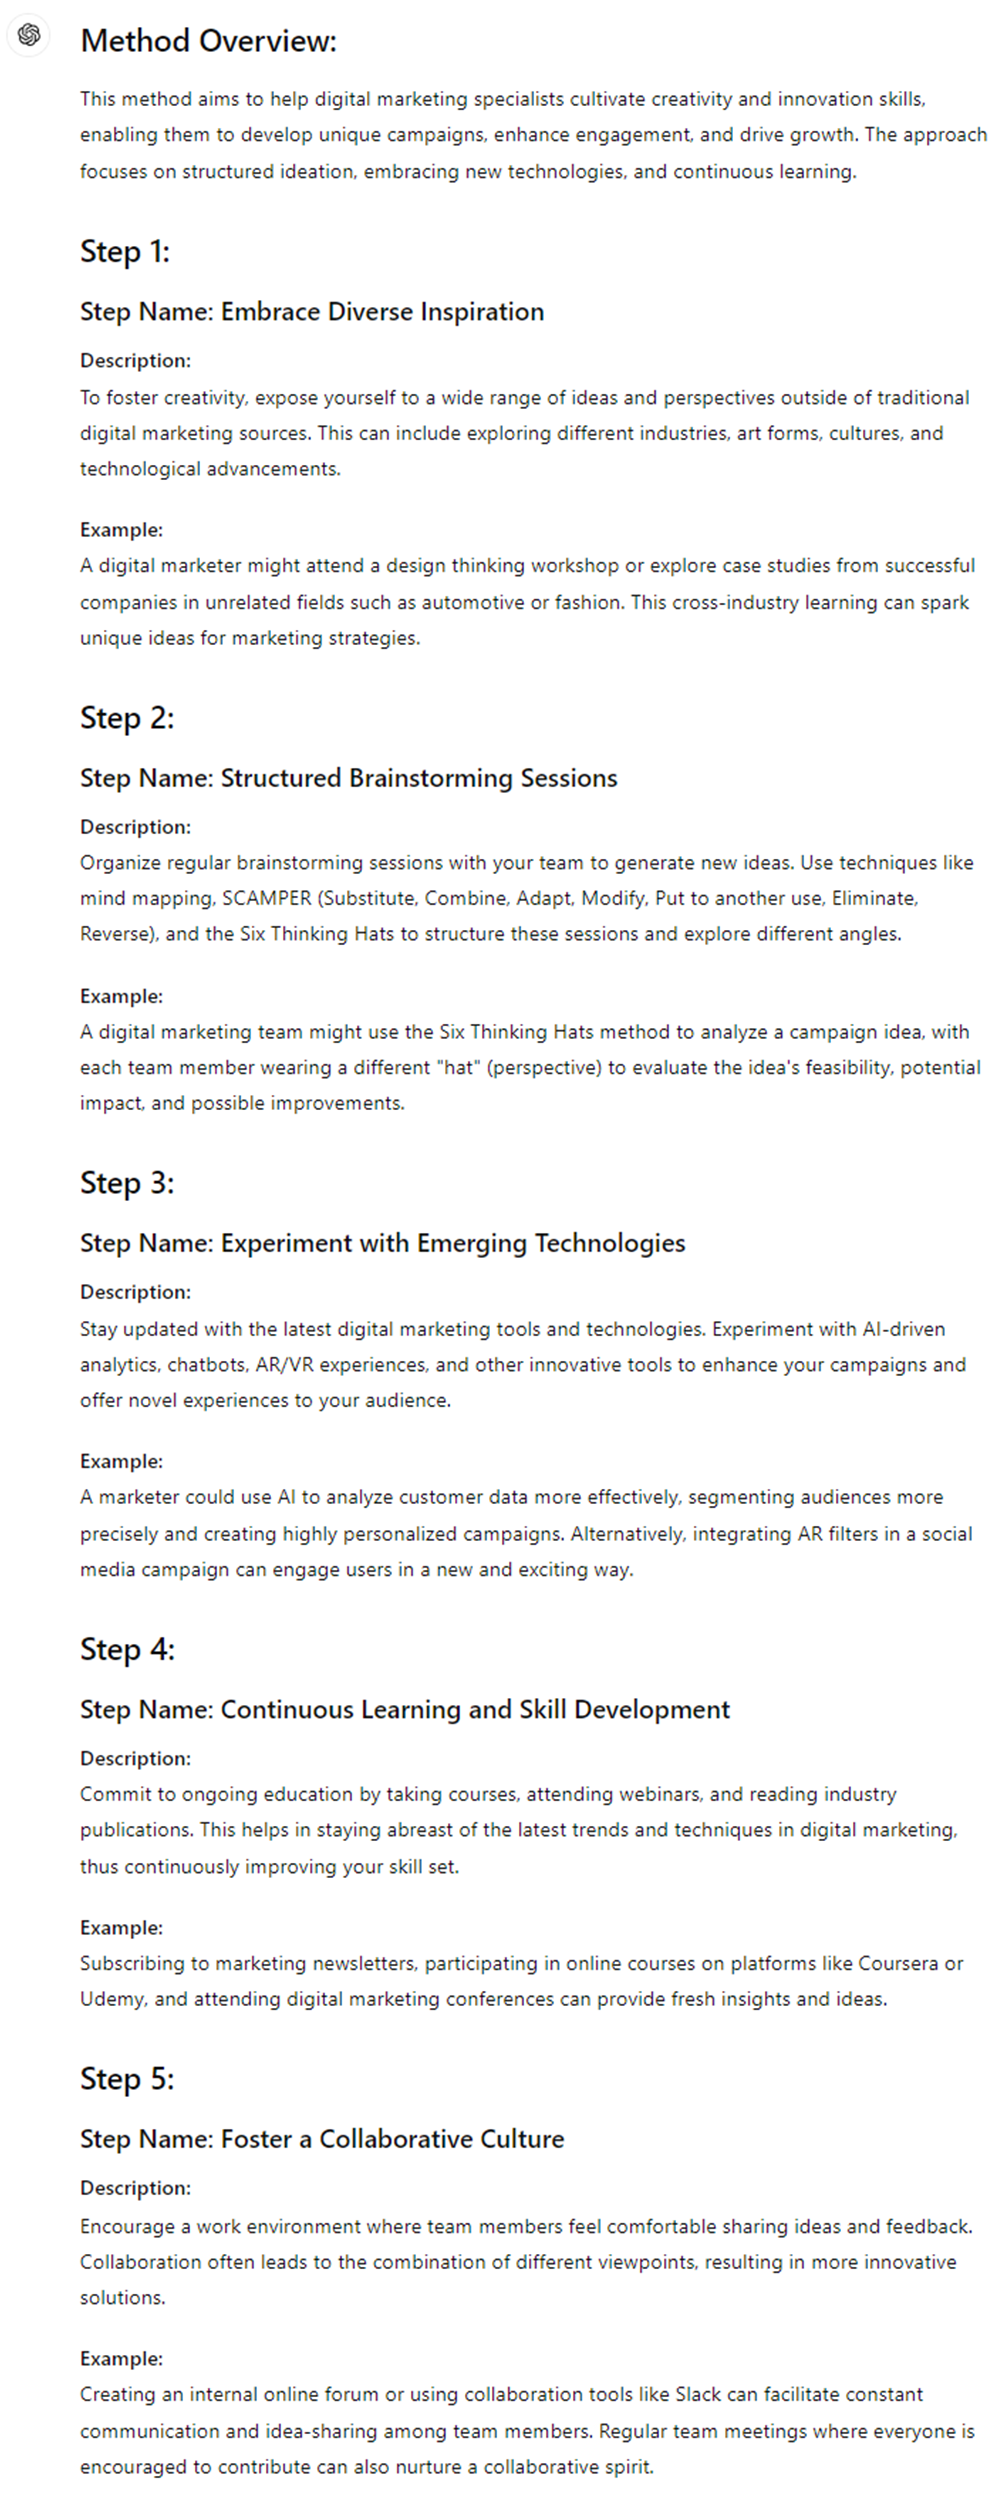 Method Overview:
This method aims to help digital marketing specialists cultivate creativity and innovation skills,
enabling them to develop unique campaigns, enhance engagement, and drive growth. The approach
focuses on structured ideation, embracing new technologies, and continuous learning.
Step 1:
Step Name: Embrace Diverse Inspiration
Description:
To foster creativity, expose yourself to a wide range of ideas and perspectives outside of traditional
digital marketing sources. This can include exploring different industries, art forms, cultures, and
technological advancements.
Example:
A digital marketer might attend a design thinking workshop or explore case studies from successful
companies in unrelated fields such as automotive or fashion. This cross-industry learning can spark
unique ideas for marketing strategies.
Step 2:
Step Name: Structured Brainstorming Sessions
Description:
Organize regular brainstorming sessions with your team to generate new ideas. Use techniques like
mind mapping, SCAMPER (Substitute, Combine, Adapt, Modify, Put to another use, Eliminate,
Reverse), and the Six Thinking Hats to structure these sessions and explore different angles.
Example:
A digital marketing team might use the Six Thinking Hats method to analyze a campaign idea, with
each team member wearing a different "hat" (perspective) to evaluate the idea's feasibility, potential
impact, and possible improvements.
Step 3:
Step Name: Experiment with Emerging Technologies
Description:
Stay updated with the latest digital marketing tools and technologies. Experiment with AI-driven
analytics, chatbots, AR/VR experiences, and other innovative tools to enhance your campaigns and
offer novel experiences to your audience.
Example:
A marketer could use AI to analyze customer data more effectively, segmenting audiences more
precisely and creating highly personalized campaigns. Alternatively, integrating AR filters in a social
media campaign can engage users in a new and exciting way.
Step 4:
Step Name: Continuous Learning and Skill Development
Description:
Commit to ongoing education by taking courses, attending webinars, and reading industry
publications. This helps in staying abreast of the latest trends and techniques in digital marketing,
thus continuously improving your skill set.
Example:
Subscribing to marketing newsletters, participating in online courses on platforms like Coursera or
Udemy, and attending digital marketing conferences can provide fresh insights and ideas.
Step 5:
Step Name: Foster a Collaborative Culture
Description:
Encourage a work environment where team members feel comfortable sharing ideas and feedback.
Collaboration often leads to the combination of different viewpoints, resulting in more innovative
solutions.
Example:
Creating an internal online forum or using collaboration tools like Slack can facilitate constant
communication and idea-sharing among team members. Regular team meetings where everyone is
encouraged to contribute can also nurture a collaborative spirit.